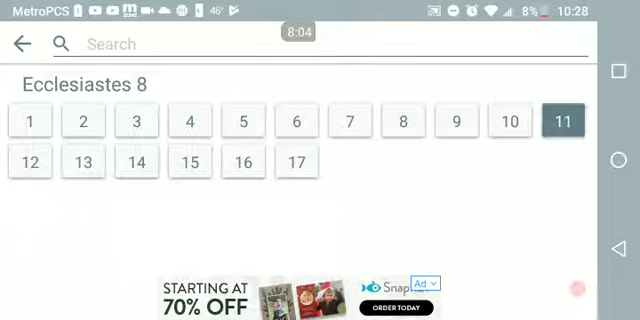 MetroPCS 46° 8% 10:28
8:04
Search
Ecclesiastes 8
1 2 3 4 5 6 7 8 9 10 11
12 13 14 15 16 17
STARTING AT
70% OFF
Ad
ORDER TODAY